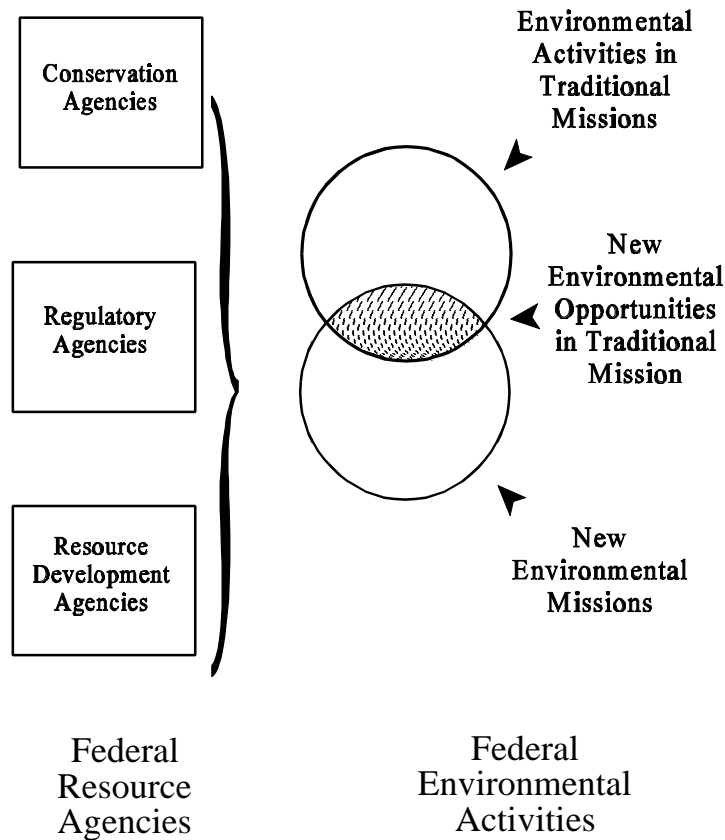 Conservation
Agencies
Regulatory
Agencies
Resource
Development
Agencies
Environmental
Activities in
Traditional
Missions
New
Environmental
Opportunities
in Traditional
Mission
New
Environmental
Missions
Federal
Resource
Agencies
Federal
Environmental
Activities